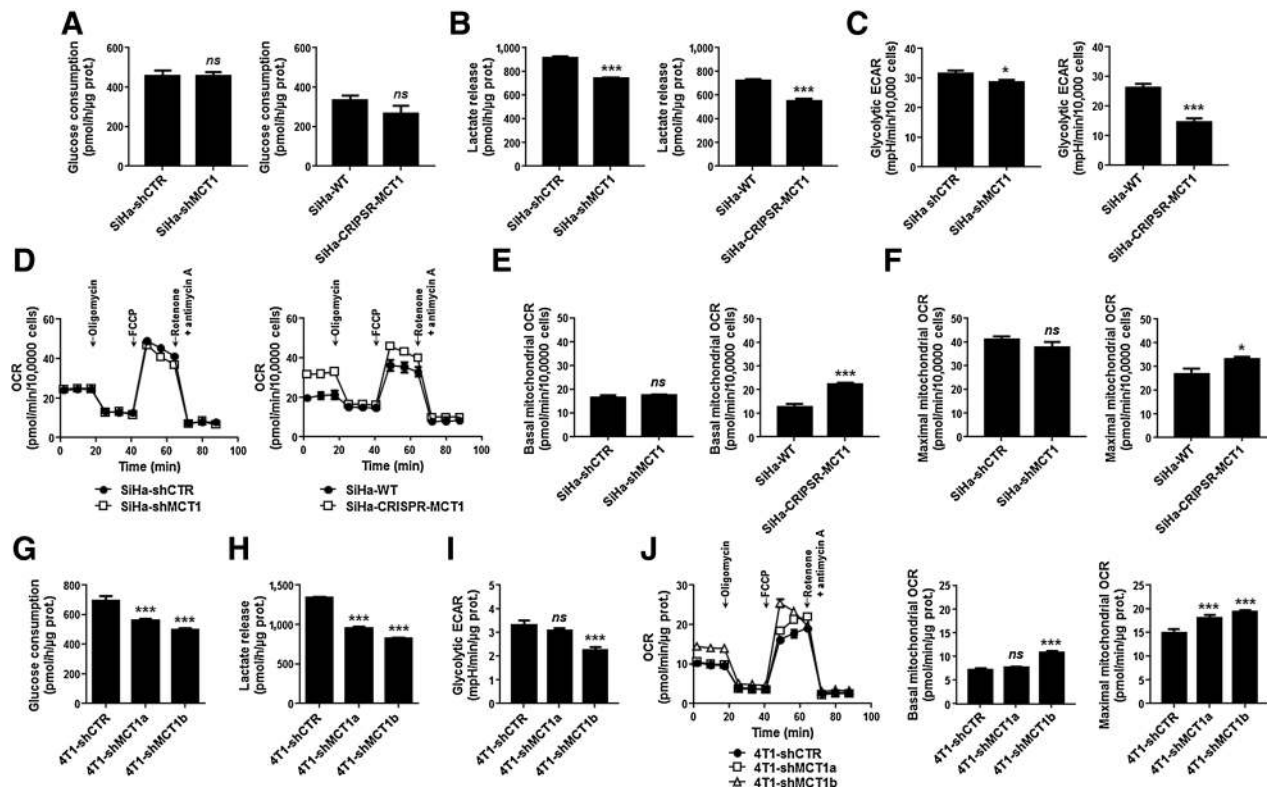 A
Glucose consumption
(pmol/h/µg prot.)
600
400
200
0
ns
SiHa-shCTR
SiHa-shMCT1
Glucose consumption
(pmol/h/µg prot.)
600
400
200
0
ns
SiHa-WT
SiHa-CRIPSR-MCT1
B
Lactate release
(pmol/h/µg prot.)
1,000
800
600
400
200
0
***
SiHa-shCTR
SiHa-shMCT1
Lactate release
(pmol/h/µg prot.)
1,000
800
600
400
200
0
***
SiHa-WT
SiHa-CRIPSR-MCT1
C
Glycolytic ECAR
(mpH/min/10,000 cells)
40
30
20
10
0
*
SiHa shCTR
SiHa-shMCT1
Glycolytic ECAR
(mpH/min/10,000 cells)
40
30
20
10
0
***
SiHa-WT
SiHa-CRIPSR-MCT1
D
OCR
(pmol/min/10,0000 cells)
60
40
20
0
Oligomycin
FCCP
Rotenone
+ antimycin A
0 20 40 60 80 100
Time (min)
SiHa-shCTR
SiHa-shMCT1
OCR
(pmol/min/10,0000 cells)
60
40
20
0
Oligomycin
FCCP
Rotenone
+ antimycin A
0 20 40 60 80 100
Time (min)
SiHa-WT
SiHa-CRISPR-MCT1
E
Basal mitochondrial OCR
(pmol/min/10,0000 cells)
50
40
30
20
10
0
ns
SiHa-shCTR
SiHa-shMCT1
Basal mitochondrial OCR
(pmol/min/10,0000 cells)
50
40
30
20
10
0
***
SiHa-WT
SiHa-CRIPSR-MCT1
F
Maximal mitochondrial OCR
(pmol/min/10,0000 cells)
50
40
30
20
10
0
ns
SiHa-shCTR
SiHa-shMCT1
Maximal mitochondrial OCR
(pmol/min/10,0000 cells)
50
40
30
20
10
0
*
SiHa-WT
SiHa-CRIPSR-MCT1
G
Glucose consumption
(pmol/h/µg prot.)
800
600
400
200
0
***
***
4T1-shCTR
4T1-shMCT1a
4T1-shMCT1b
H
Lactate release
(pmol/h/µg prot.)
1,500
1,000
500
0
***
***
4T1-shCTR
4T1-shMCT1a
4T1-shMCT1b
I
Glycolytic ECAR
(mpH/min/µg prot.)
5
4
3
2
1
0
ns
***
4T1-shCTR
4T1-shMCT1a
4T1-shMCT1b
J
OCR
(pmol/min/µg prot.)
30
20
10
0
Oligomycin
FCCP
Rotenone
+ antimycin A
0 20 40 60 80 100
Time (min)
4T1-shCTR
4T1-shMCT1a
4T1-shMCT1b
Basal mitochondrial OCR
(pmol/min/µg prot.)
25
20
15
10
5
0
ns
***
4T1-shCTR
4T1-shMCT1a
4T1-shMCT1b
Maximal mitochondrial OCR
(pmol/min/µg prot.)
25
20
15
10
5
0
***
***
4T1-shCTR
4T1-shMCT1a
4T1-shMCT1b